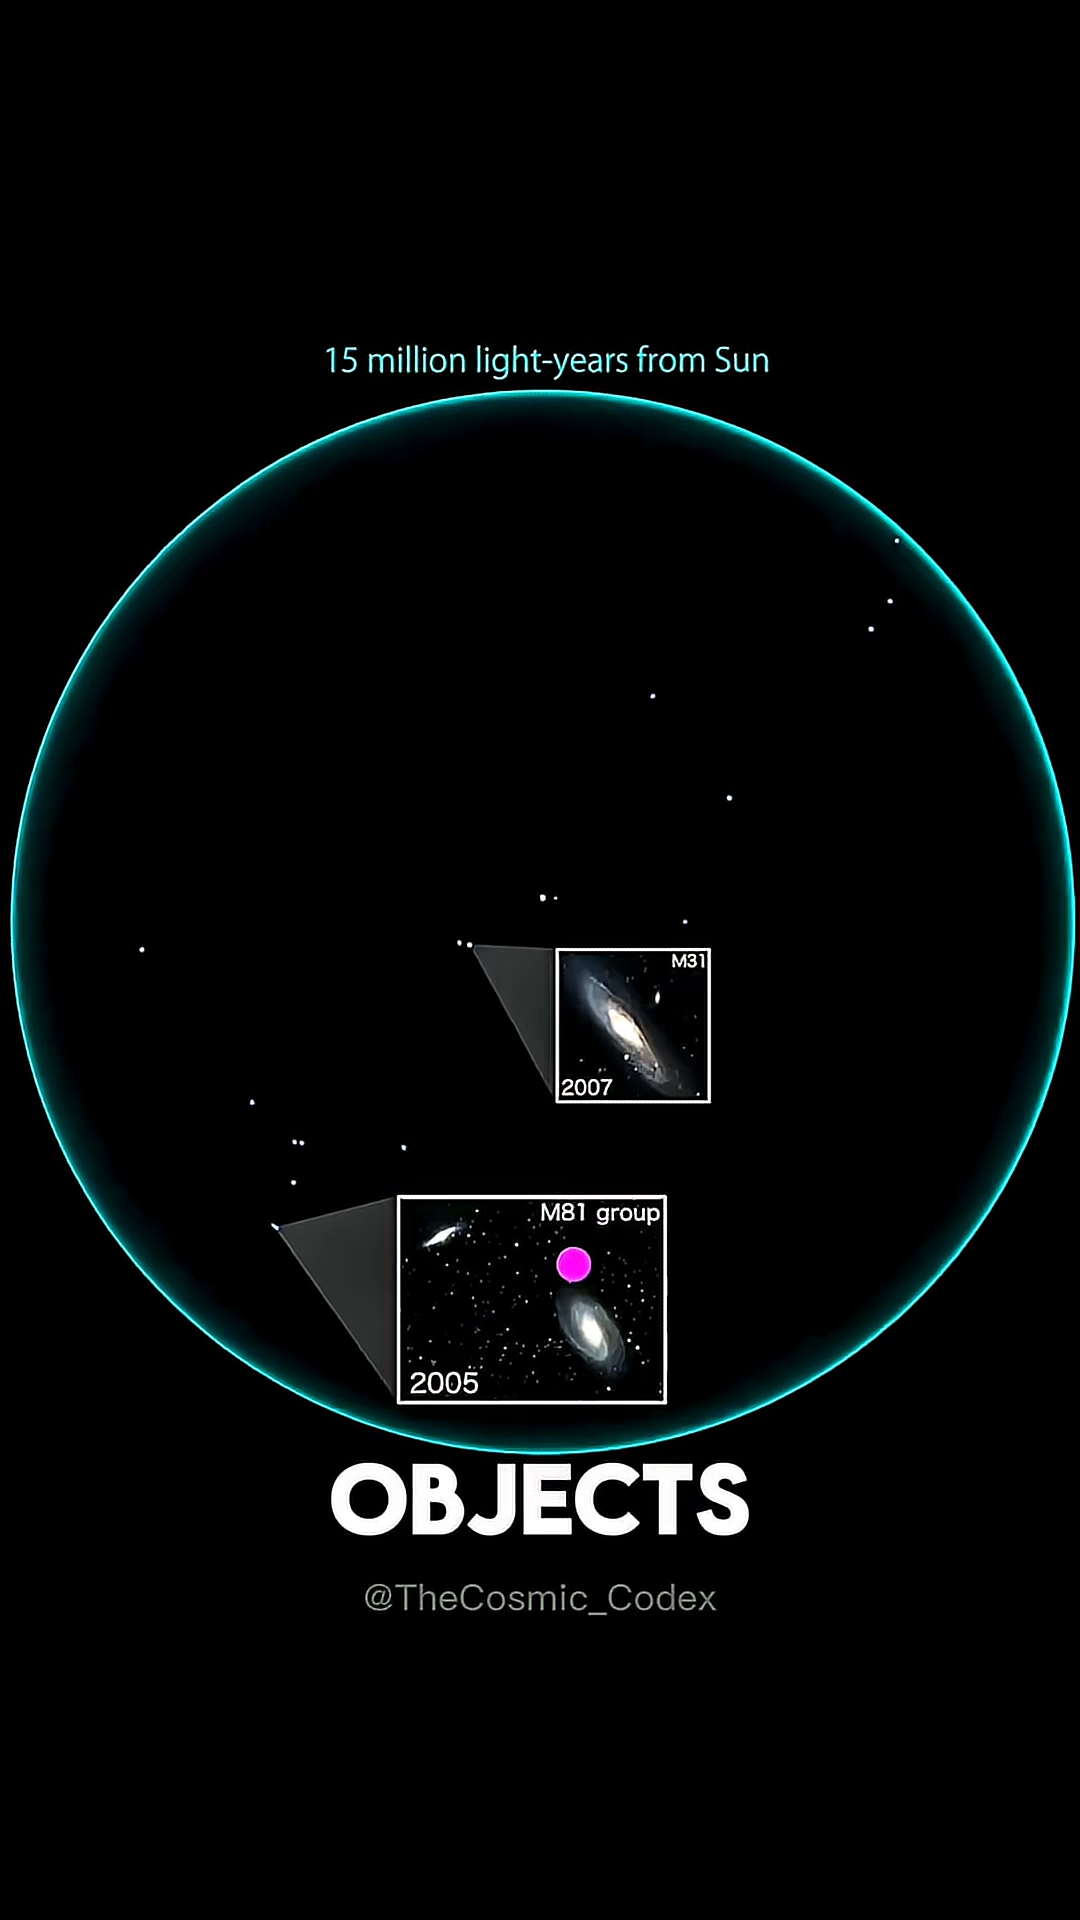 15 million light-years from Sun
M31
2007
M81 group
2005
OBJECTS
@TheCosmic_Codex